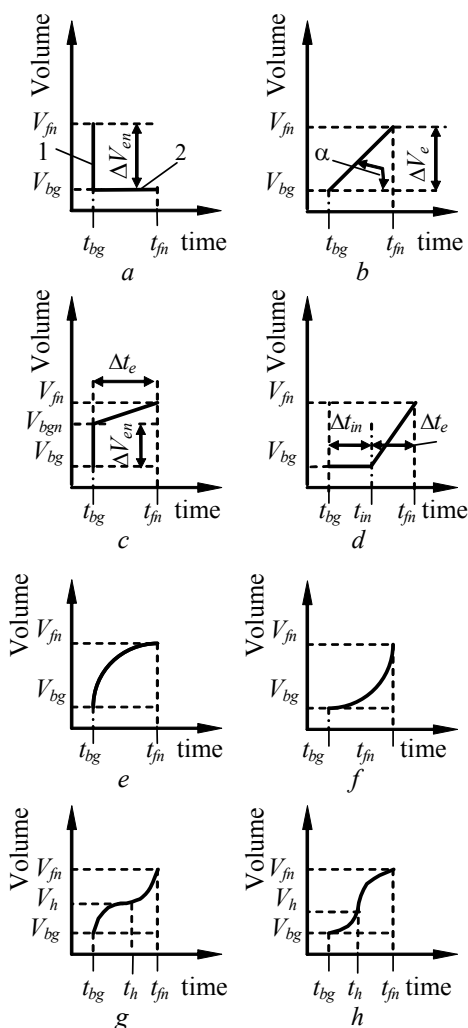 Volume
V_fn
1
V_bg
ΔV_en
2
t_bg
t_fn
time
a
Volume
V_fn
α
V_bg
ΔV_e
t_bg
t_fn
time
b
Volume
Δt_e
V_fn
V_bgn
V_bg
ΔV_en
t_bg
t_fn
time
c
Volume
V_fn
Δt_in
Δt_e
V_bg
t_bg
t_in
t_fn
time
d
Volume
V_fn
V_bg
t_bg
t_fn
time
e
Volume
V_fn
V_bg
t_bg
t_fn
time
f
Volume
V_fn
V_h
V_bg
t_bg
t_h
t_fn
time
g
Volume
V_fn
V_h
V_bg
t_bg
t_h
t_fn
time
h